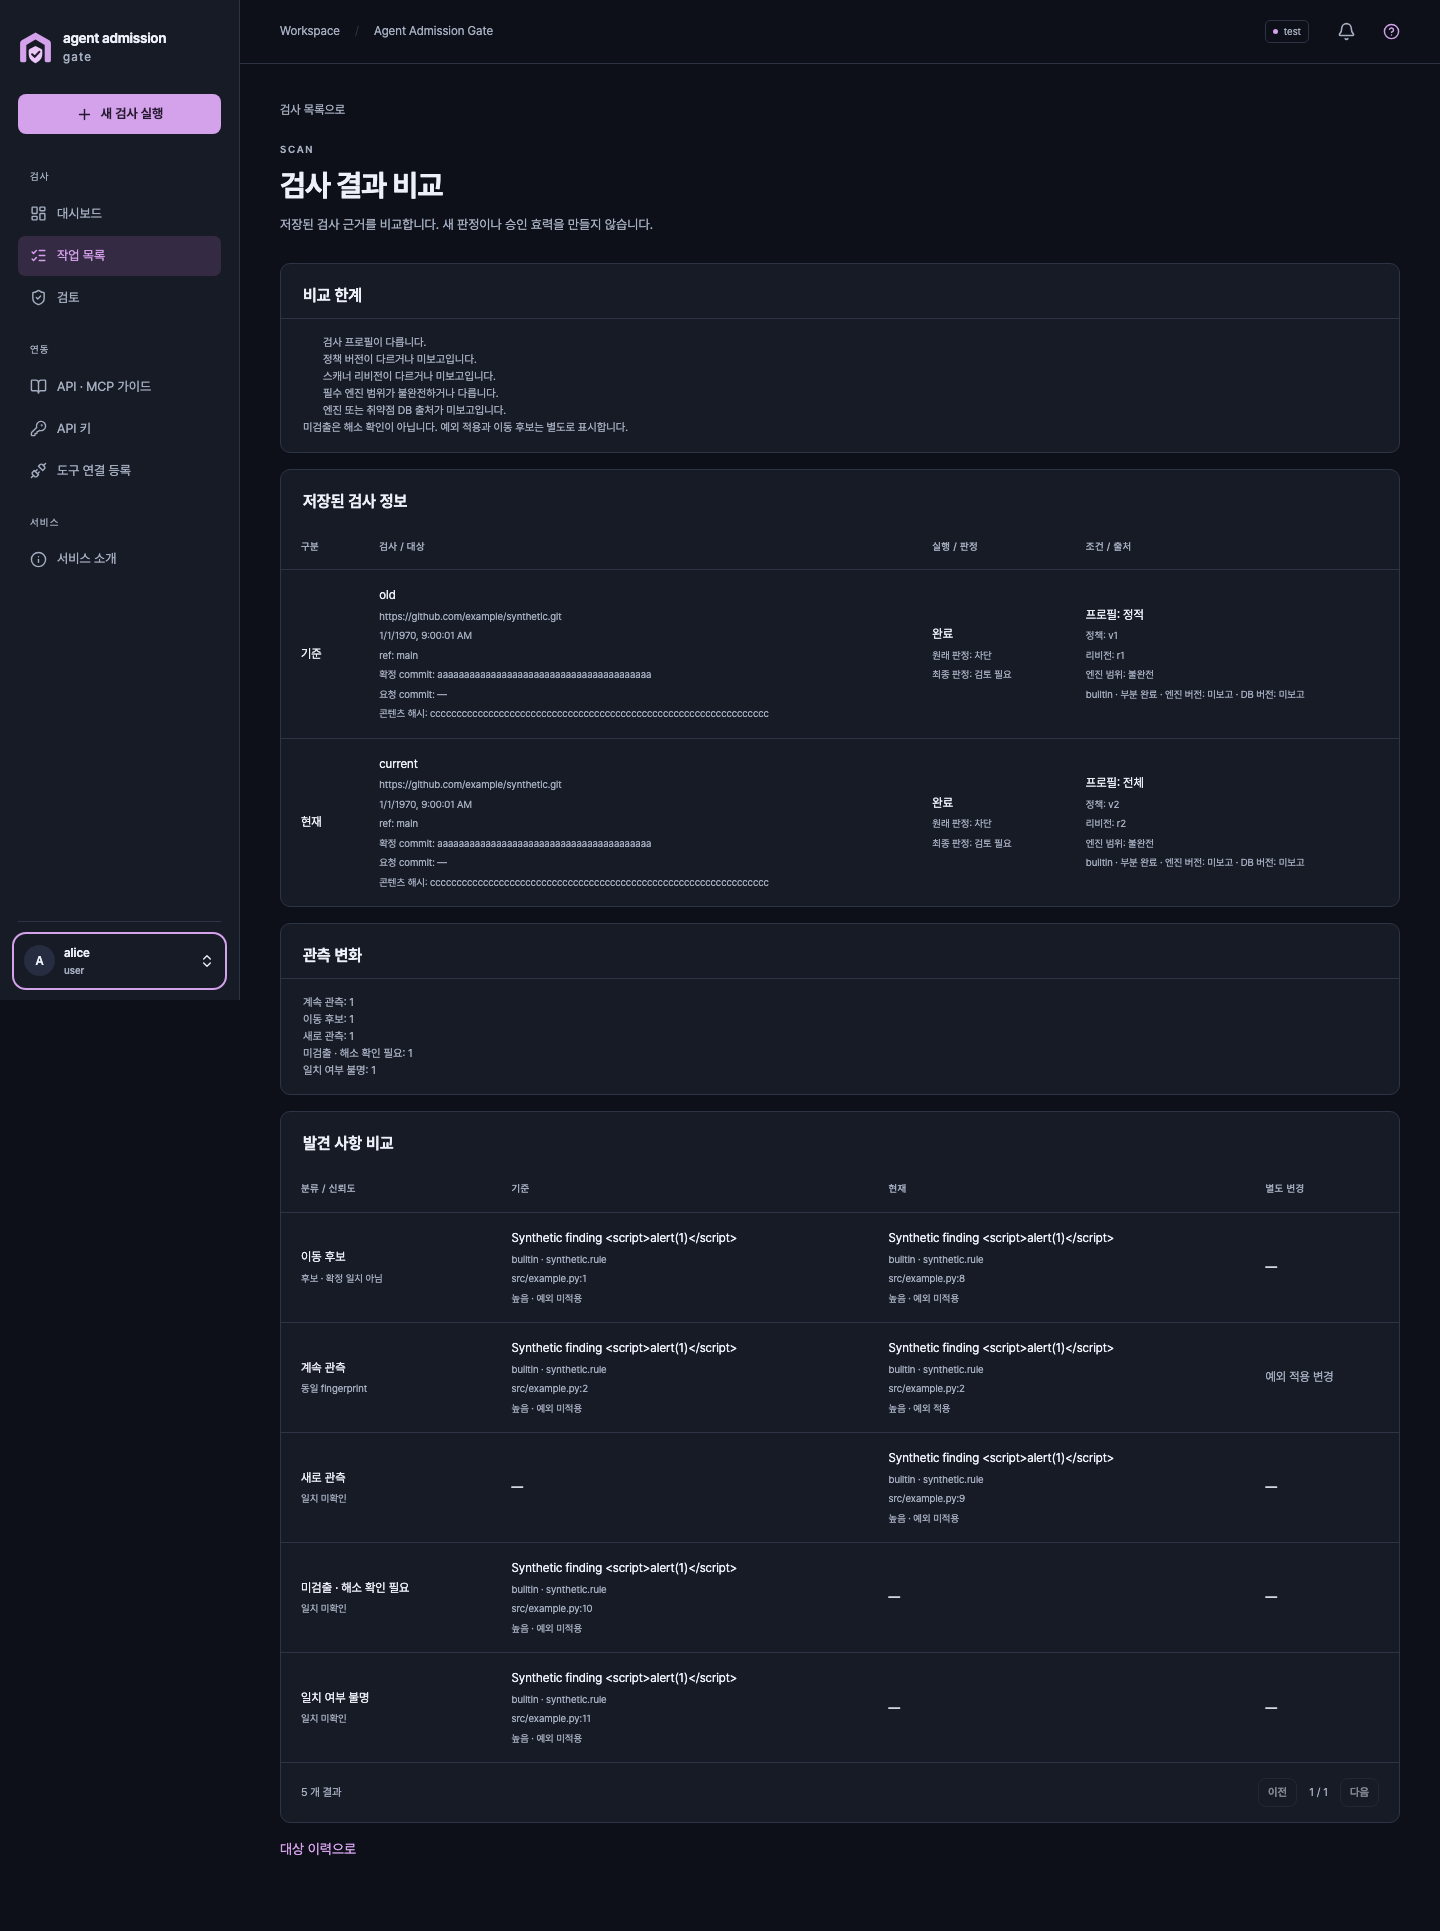 agent admission
gate
새 검사 실행
검사
대시보드
작업 목록
검토
연동
API · MCP 가이드
API 키
도구 연결 등록
서비스
서비스 소개
A
alice
user
Workspace / Agent Admission Gate
test
검사 목록으로
SCAN
검사 결과 비교
저장된 검사 근거를 비교합니다. 새 판정이나 승인 효력을 만들지 않습니다.
비교 한계
검사 프로필이 다릅니다.
정책 버전이 다르거나 미보고입니다.
스캐너 리비전이 다르거나 미보고입니다.
필수 엔진 범위가 불완전하거나 다릅니다.
엔진 또는 취약점 DB 출처가 미보고입니다.
미검출은 해소 확인이 아닙니다. 예외 적용과 이동 후보는 별도로 표시합니다.
저장된 검사 정보
구분 검사 / 대상 실행 / 판정 조건 / 출처
기준
old
https://github.com/example/synthetic.git
1/1/1970, 9:00:01 AM
ref: main
확정 commit: aaaaaaaaaaaaaaaaaaaaaaaaaaaaaaaaaaaaaaaa
요청 commit: —
콘텐츠 해시: cccccccccccccccccccccccccccccccccccccccccccccccccccccccccccccccc
완료
원래 판정: 차단
최종 판정: 검토 필요
프로필: 정적
정책: v1
리비전: r1
엔진 범위: 불완전
builtin · 부분 완료 · 엔진 버전: 미보고 · DB 버전: 미보고
현재
current
https://github.com/example/synthetic.git
1/1/1970, 9:00:01 AM
ref: main
확정 commit: aaaaaaaaaaaaaaaaaaaaaaaaaaaaaaaaaaaaaaaa
요청 commit: —
콘텐츠 해시: cccccccccccccccccccccccccccccccccccccccccccccccccccccccccccccccc
완료
원래 판정: 차단
최종 판정: 검토 필요
프로필: 전체
정책: v2
리비전: r2
엔진 범위: 불완전
builtin · 부분 완료 · 엔진 버전: 미보고 · DB 버전: 미보고
관측 변화
계속 관측: 1
이동 후보: 1
새로 관측: 1
미검출 · 해소 확인 필요: 1
일치 여부 불명: 1
발견 사항 비교
분류 / 신뢰도 기준 현재 별도 변경
이동 후보
후보 · 확정 일치 아님
Synthetic finding <script>alert(1)</script>
builtin · synthetic.rule
src/example.py:1
높음 · 예외 미적용
Synthetic finding <script>alert(1)</script>
builtin · synthetic.rule
src/example.py:8
높음 · 예외 미적용
—
계속 관측
동일 fingerprint
Synthetic finding <script>alert(1)</script>
builtin · synthetic.rule
src/example.py:2
높음 · 예외 미적용
Synthetic finding <script>alert(1)</script>
builtin · synthetic.rule
src/example.py:2
높음 · 예외 적용
예외 적용 변경
새로 관측
일치 미확인
—
Synthetic finding <script>alert(1)</script>
builtin · synthetic.rule
src/example.py:9
높음 · 예외 미적용
—
미검출 · 해소 확인 필요
일치 미확인
Synthetic finding <script>alert(1)</script>
builtin · synthetic.rule
src/example.py:10
높음 · 예외 미적용
—
—
일치 여부 불명
일치 미확인
Synthetic finding <script>alert(1)</script>
builtin · synthetic.rule
src/example.py:11
높음 · 예외 미적용
—
—
5 개 결과
이전 1 / 1 다음
대상 이력으로